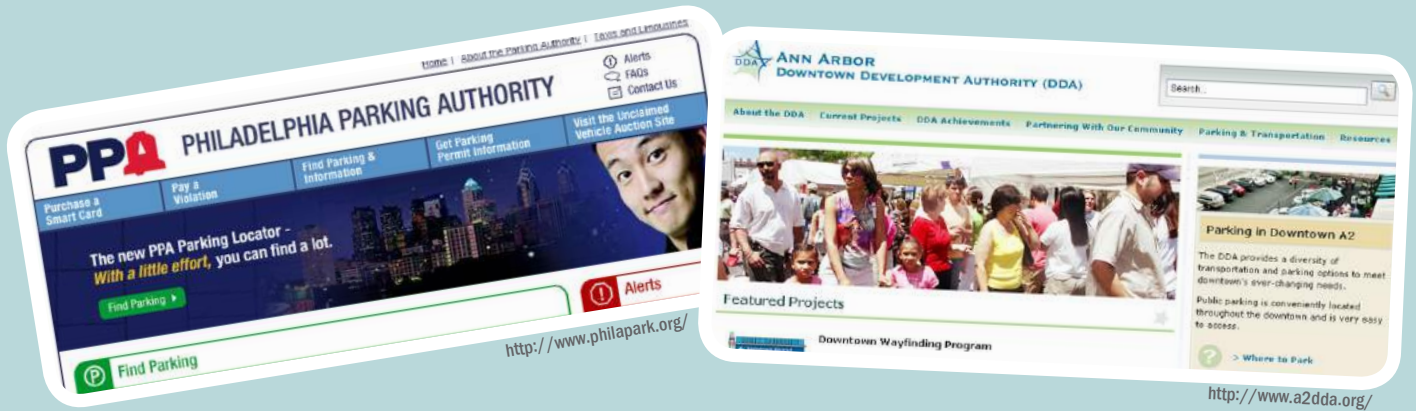 Home | About the Parking Authority | Taxis and Limousines
PPA
PHILADELPHIA PARKING AUTHORITY
Alerts
FAQs
Contact Us
Purchase a
Smart Card
Pay a
Violation
Find Parking &
Information
Get Parking
Permit Information
Visit the Unclaimed
Vehicle Auction Site
The new PPA Parking Locator -
With a little effort, you can find a lot.
Find Parking
Alerts
P Find Parking
http://www.philapark.org/
DDA
ANN ARBOR
DOWNTOWN DEVELOPMENT AUTHORITY (DDA)
Search..
About the DDA Current Projects DDA Achievements Partnering With Our Community Parking & Transportation Resources
Parking in Downtown A2
The DDA provides a diversity of
transportation and parking options to meet
downtown's ever-changing needs.
Public parking is conveniently located
throughout the downtown and is very easy
to access.
? > Where to Park
Featured Projects
Downtown Wayfinding Program
http://www.a2dda.org/